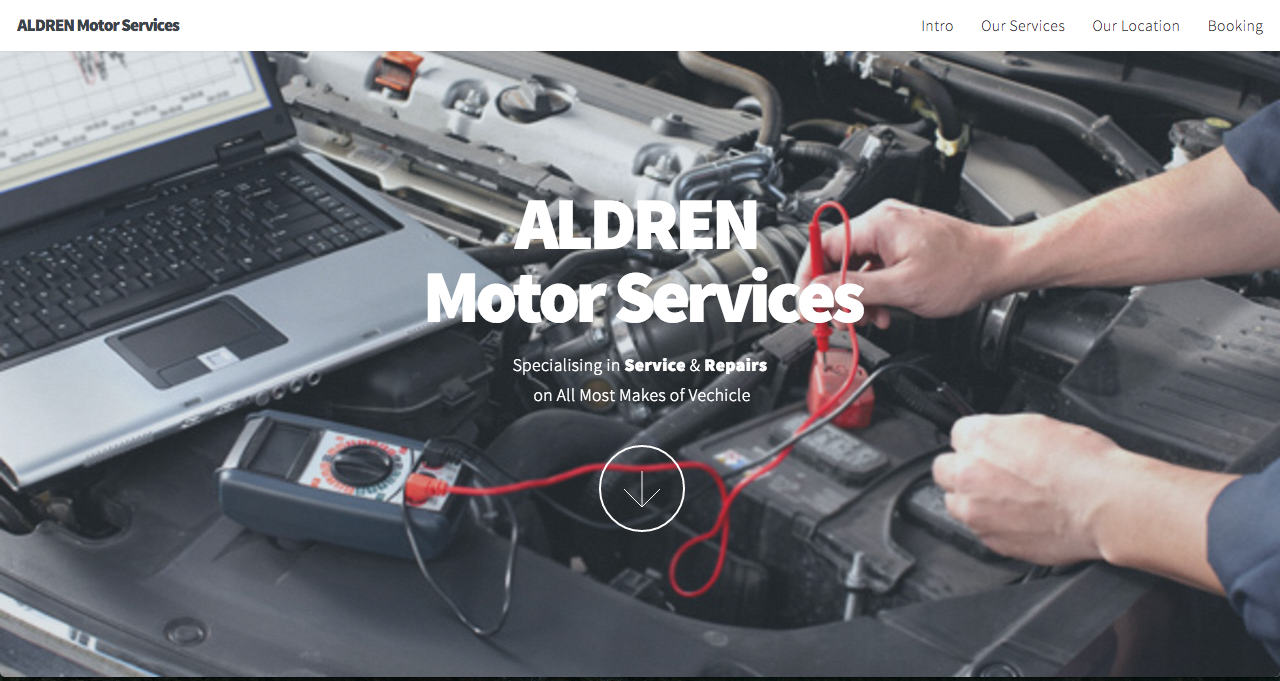 ALDREN Motor Services
Intro
Our Services
Our Location
Booking
ALDREN
Motor Services
Specialising in Service & Repairs
on All Most Makes of Vechicle